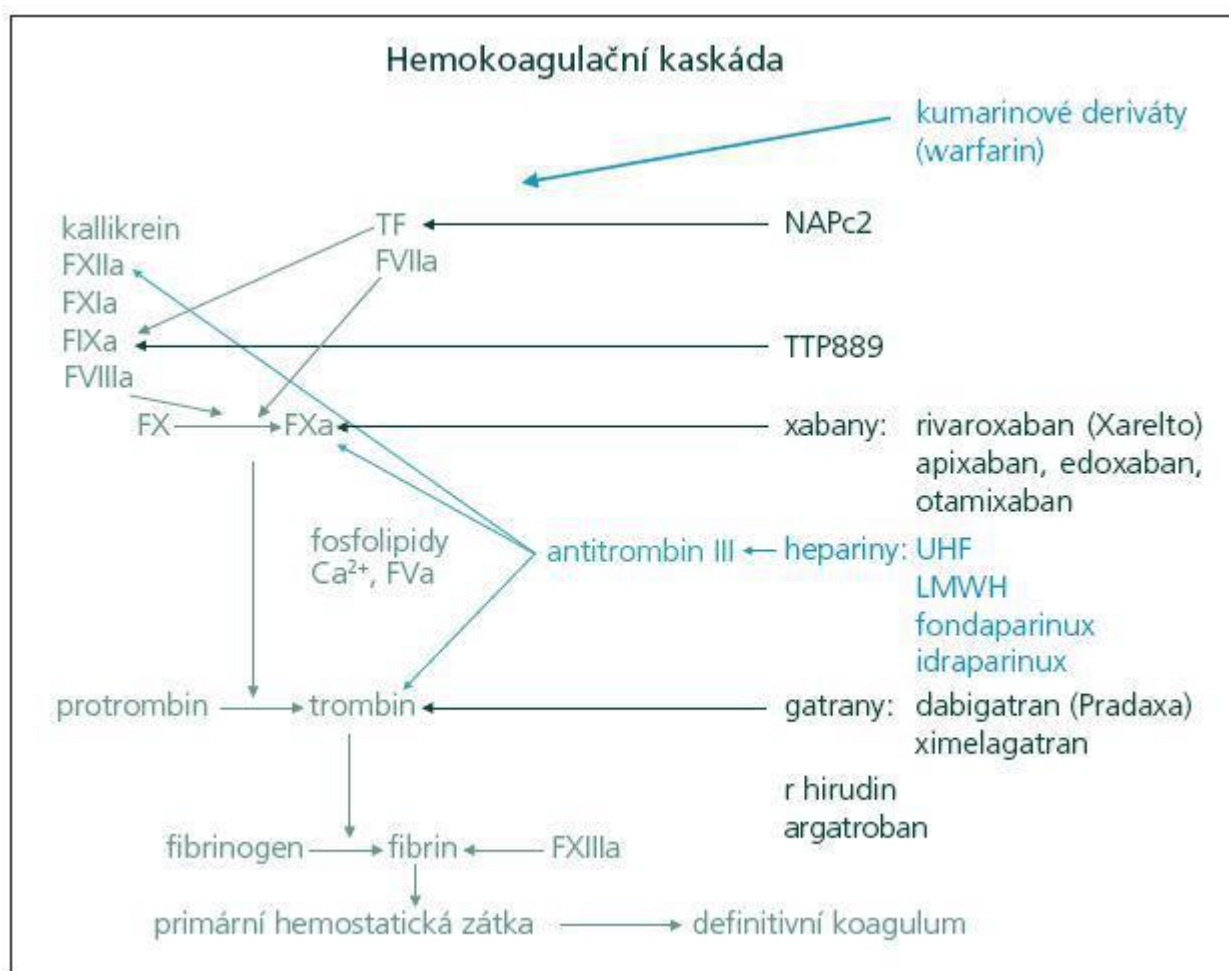 Hemokoagulační kaskáda
kumarinové deriváty
(warfarin)
kallikrein
FXIIa
FXIa
FIXa
FVIIIa
TF
FVIIa
NAPc2
TTP889
FX
FXa
xabany: rivaroxaban (Xarelto)
apixaban, edoxaban,
otamixaban
fosfolipidy
Ca²⁺, FVa
antitrombin III
hepariny: UHF
LMWH
fondaparinux
idraparinux
protrombin
trombin
gatrany: dabigatran (Pradaxa)
ximelagatran
r hirudin
argatroban
fibrinogen
fibrin
FXIIIa
primární hemostatická zátka
definitivní koagulum